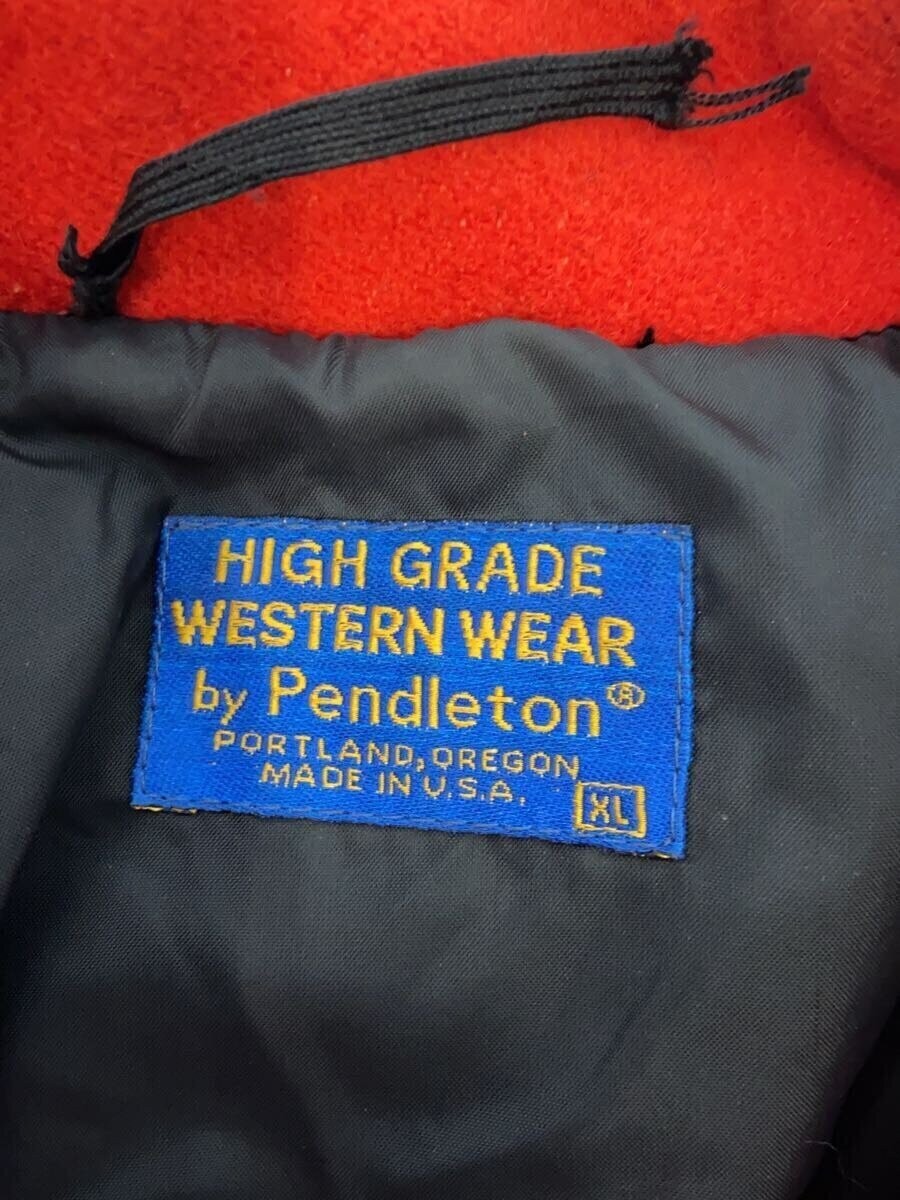 HIGH GRADE
WESTERN WEAR
by Pendleton®
PORTLAND, OREGON
MADE IN U.S.A.
XL